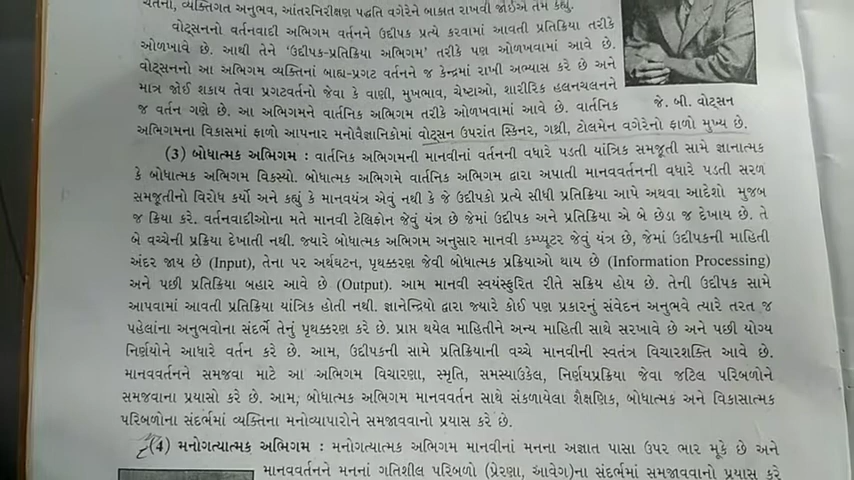 ચેતના, વ્યક્તિગત અનુભવ, આંતરનિરીક્ષણ પદ્ધતિ વગેરેને બાકાત રાખવી જોઈએ તેમ કહ્યું.
વોટ્સનનો વર્તનવાદી અભિગમ વર્તનને ઉદ્દીપક પ્રત્યે કરવામાં આવતી પ્રતિક્રિયા તરીકે
ઓળખાવે છે. આથી તેને ‘ઉદ્દીપક-પ્રતિક્રિયા અભિગમ’ તરીકે પણ ઓળખવામાં આવે છે.
વોટ્સનનો આ અભિગમ વ્યક્તિનાં બાહ્ય-પ્રગટ વર્તનને જ કેન્દ્રમાં રાખી અભ્યાસ કરે છે અને
માત્ર જોઈ શકાય તેવા પ્રગટવર્તનો જેવા કે વાણી, મુખભાવ, ચેષ્ટાઓ, શારીરિક હલનચલનને
જ વર્તન ગણે છે. આ અભિગમને વાર્તનિક અભિગમ તરીકે ઓળખવામાં આવે છે. વાર્તનિક
જે. બી. વોટ્સન
અભિગમના વિકાસમાં ફાળો આપનાર મનોવૈજ્ઞાનિકોમાં વોટ્સન ઉપરાંત સ્કિનર, ગથ્રી, ટોલમેન વગેરેનો ફાળો મુખ્ય છે.
(3) બોધાત્મક અભિગમ : વાર્તનિક અભિગમની માનવીનાં વર્તનની વધારે પડતી યાંત્રિક સમજૂતી સામે જ્ઞાનાત્મક
કે બોધાત્મક અભિગમ વિકસ્યો. બોધાત્મક અભિગમે વાર્તનિક અભિગમ દ્વારા અપાતી માનવવર્તનની વધારે પડતી સરળ
સમજૂતીનો વિરોધ કર્યો અને કહ્યું કે માનવયંત્ર એવું નથી કે જે ઉદ્દીપકો પ્રત્યે સીધી પ્રતિક્રિયા આપે અથવા આદેશો મુજબ
જ ક્રિયા કરે. વર્તનવાદીઓના મતે માનવી ટેલિફોન જેવું યંત્ર છે જેમાં ઉદ્દીપક અને પ્રતિક્રિયા એ બે છેડા જ દેખાય છે. તે
બે વચ્ચેની પ્રક્રિયા દેખાતી નથી. જ્યારે બોધાત્મક અભિગમ અનુસાર માનવી કમ્પ્યૂટર જેવું યંત્ર છે, જેમાં ઉદ્દીપકની માહિતી
અંદર જાય છે (Input), તેના પર અર્થઘટન, પૃથક્કરણ જેવી બોધાત્મક પ્રક્રિયાઓ થાય છે (Information Processing)
અને પછી પ્રતિક્રિયા બહાર આવે છે (Output). આમ માનવી સ્વયંસ્ફુરિત રીતે સક્રિય હોય છે. તેની ઉદ્દીપક સામે
આપવામાં આવતી પ્રતિક્રિયા યાંત્રિક હોતી નથી. જ્ઞાનેન્દ્રિયો દ્વારા જ્યારે કોઈ પણ પ્રકારનું સંવેદન અનુભવે ત્યારે તરત જ
પહેલાંના અનુભવોના સંદર્ભે તેનું પૃથક્કરણ કરે છે. પ્રાપ્ત થયેલ માહિતીને અન્ય માહિતી સાથે સરખાવે છે અને પછી યોગ્ય
નિર્ણયોને આધારે વર્તન કરે છે. આમ, ઉદ્દીપકની સામે પ્રતિક્રિયાની વચ્ચે માનવીની સ્વતંત્ર વિચારશક્તિ આવે છે.
માનવવર્તનને સમજવા માટે આ અભિગમ વિચારણા, સ્મૃતિ, સમસ્યાઉકેલ, નિર્ણયપ્રક્રિયા જેવા જટિલ પરિબળોને
સમજવાના પ્રયાસો કરે છે. આમ, બોધાત્મક અભિગમ માનવવર્તન સાથે સંકળાયેલા શૈક્ષણિક, બોધાત્મક અને વિકાસાત્મક
પરિબળોના સંદર્ભમાં વ્યક્તિના મનોવ્યાપારોને સમજાવવાનો પ્રયાસ કરે છે.
(4) મનોગત્યાત્મક અભિગમ : મનોગત્યાત્મક અભિગમ માનવીનાં મનના અજ્ઞાત પાસા ઉપર ભાર મૂકે છે અને
માનવવર્તનને મનનાં ગતિશીલ પરિબળો (પ્રેરણા, આવેગ)ના સંદર્ભમાં સમજાવવાનો પ્રયાસ કરે